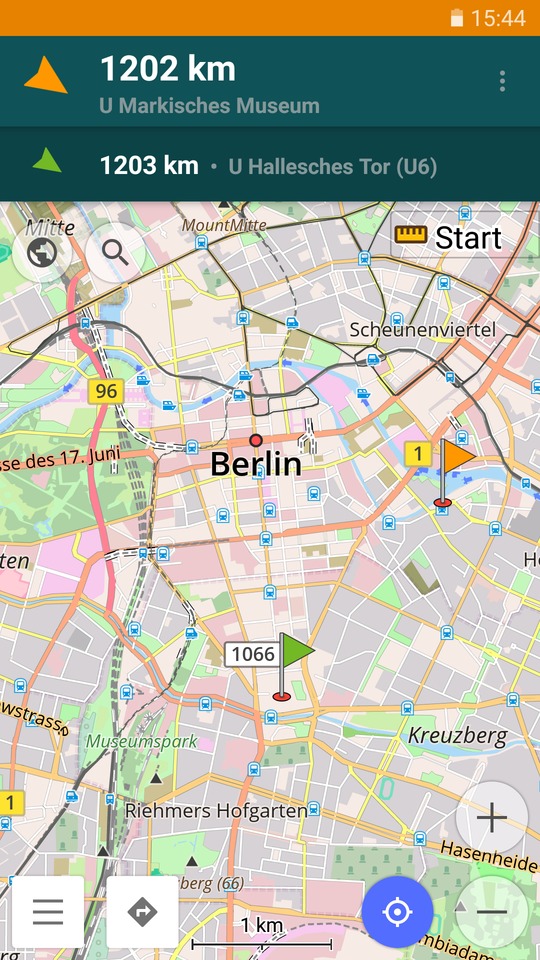 15:44
1202 km
U Markisches Museum
1203 km • U Hallesches Tor (U6)
Mitte
MountMitte
Start
Scheunenviertel
96
sse des 17. Juni
1
Berlin
ten
H
1066
wstrasse
Museumspark
Kreuzberg
1
Riehmers Hofgarten
Hasenheide
berg (66)
1 km
mbiadam
rg